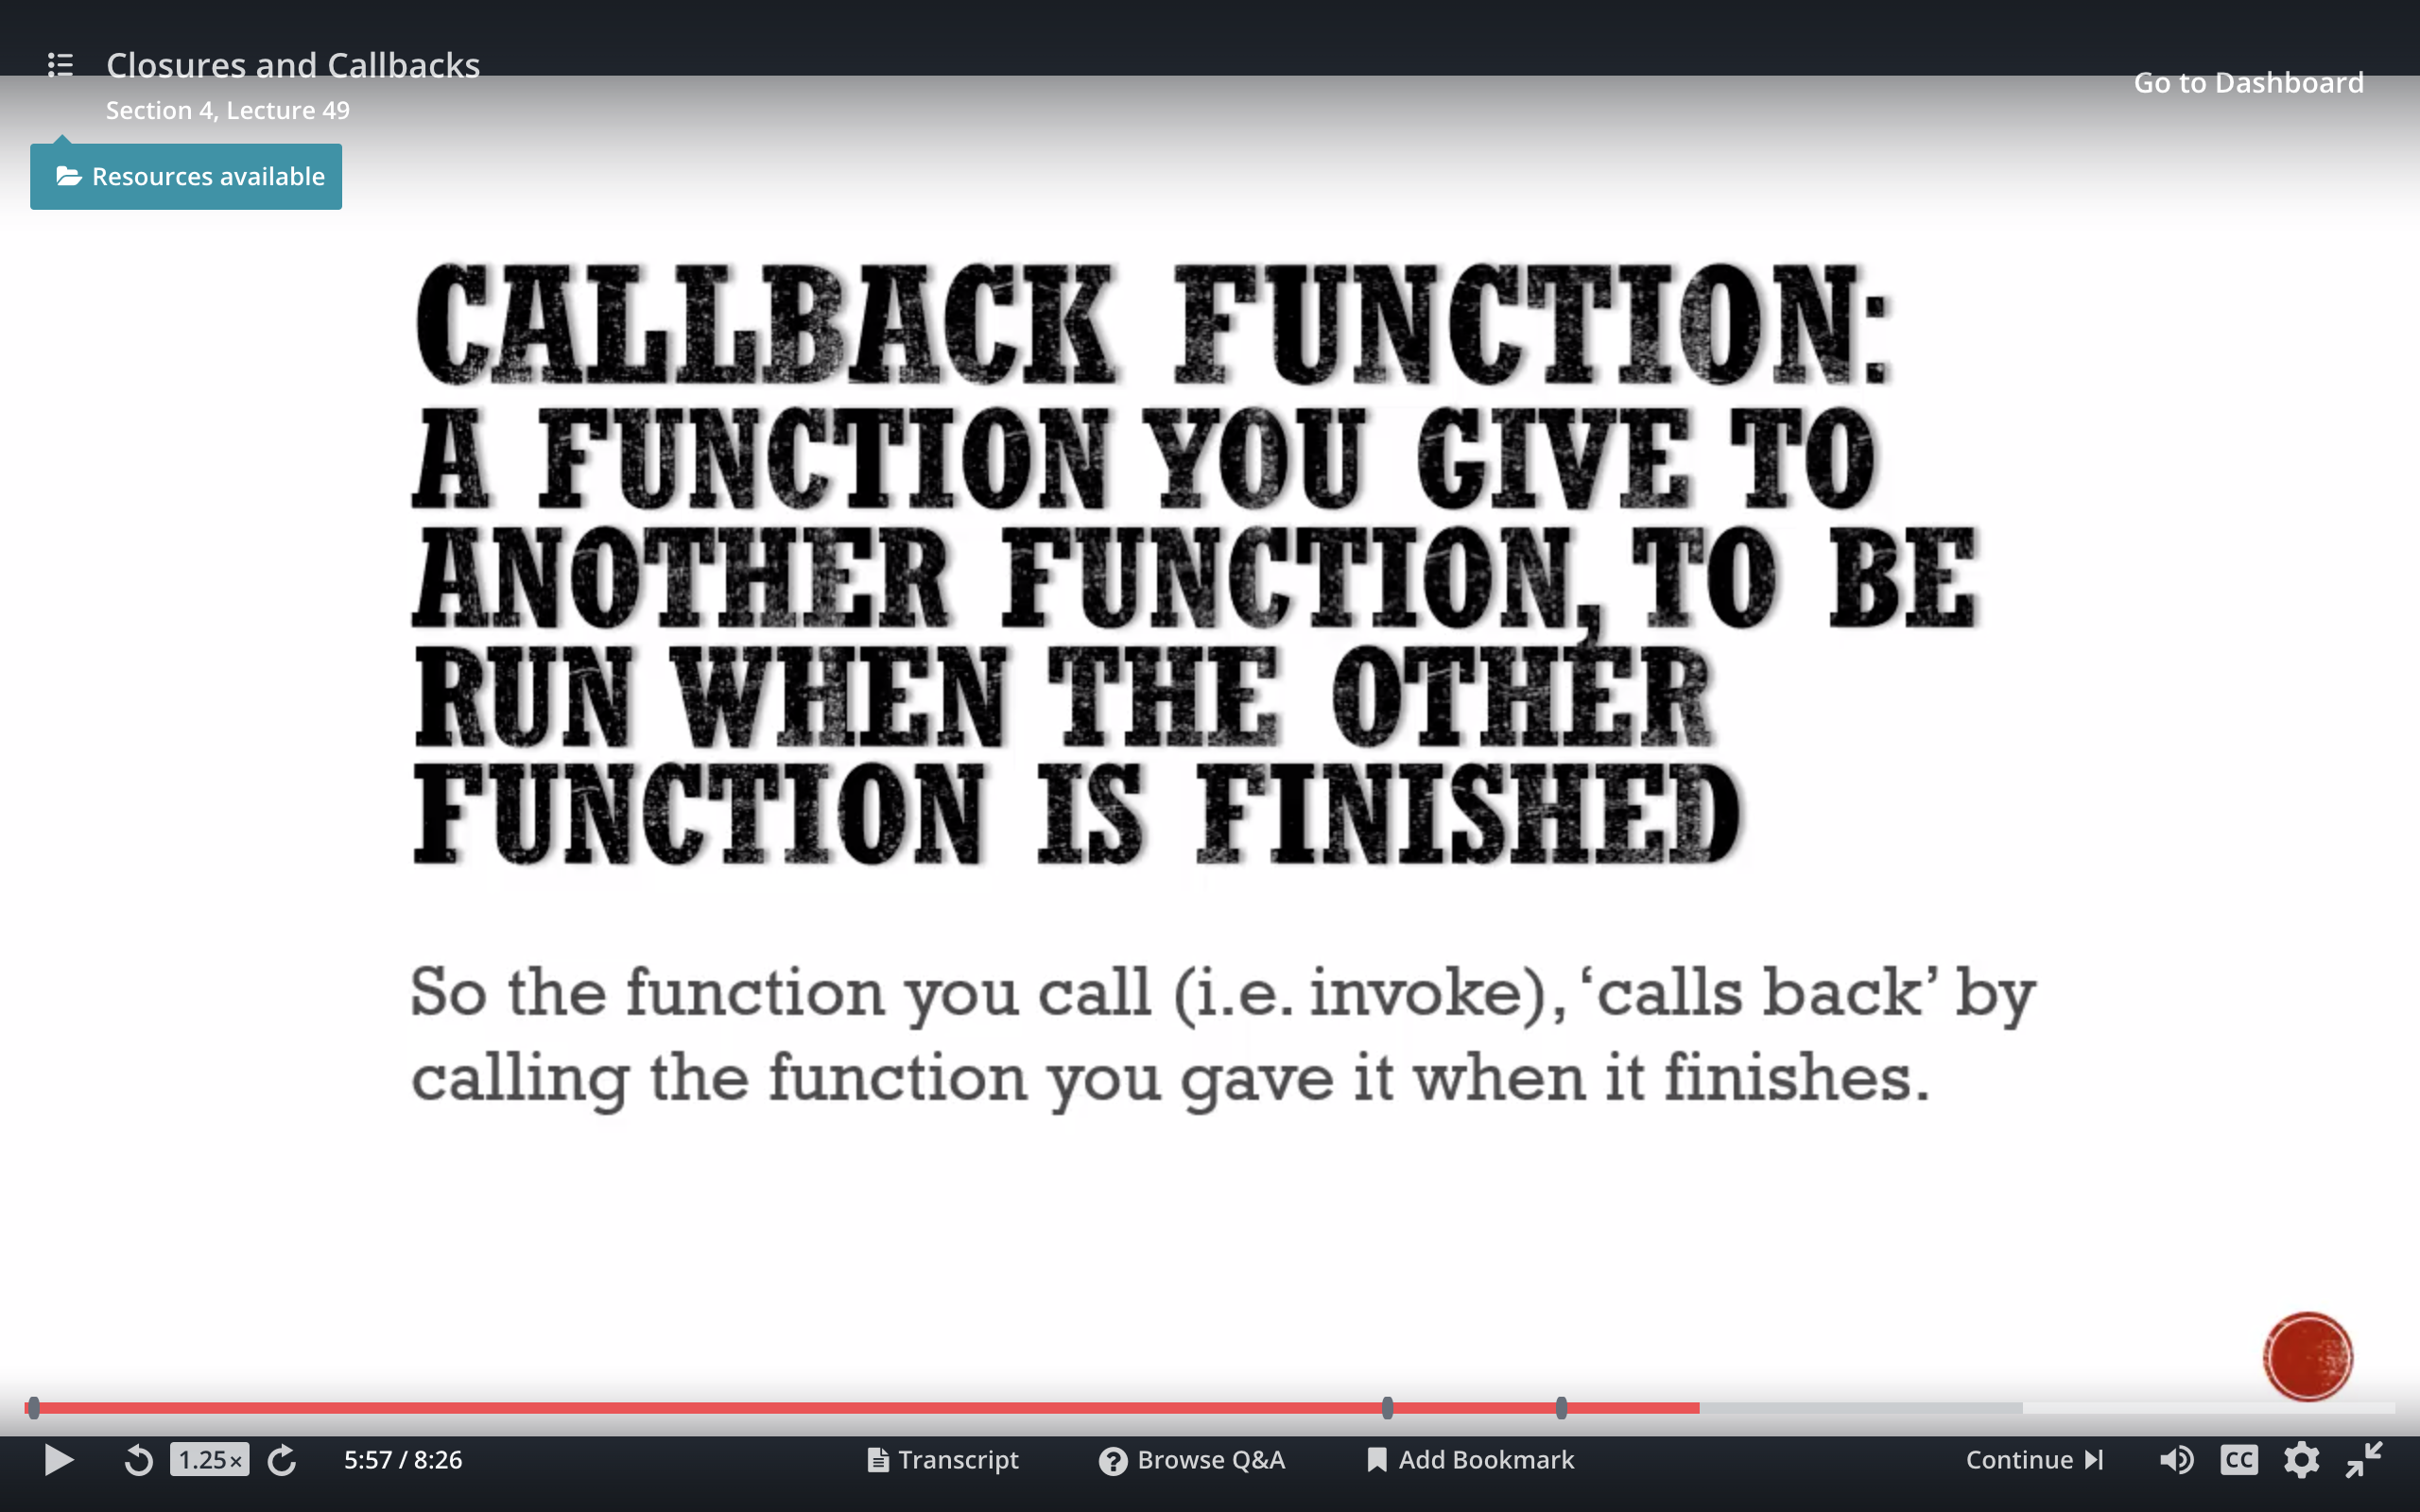 Closures and Callbacks
Go to Dashboard
Section 4, Lecture 49
Resources available
CALLBACK FUNCTION:
A FUNCTION YOU GIVE TO
ANOTHER FUNCTION, TO BE
RUN WHEN THE OTHER
FUNCTION IS FINISHED
So the function you call (i.e. invoke), ‘calls back’ by
calling the function you gave it when it finishes.
1.25× 5:57 / 8:26 Transcript Browse Q&A Add Bookmark Continue CC